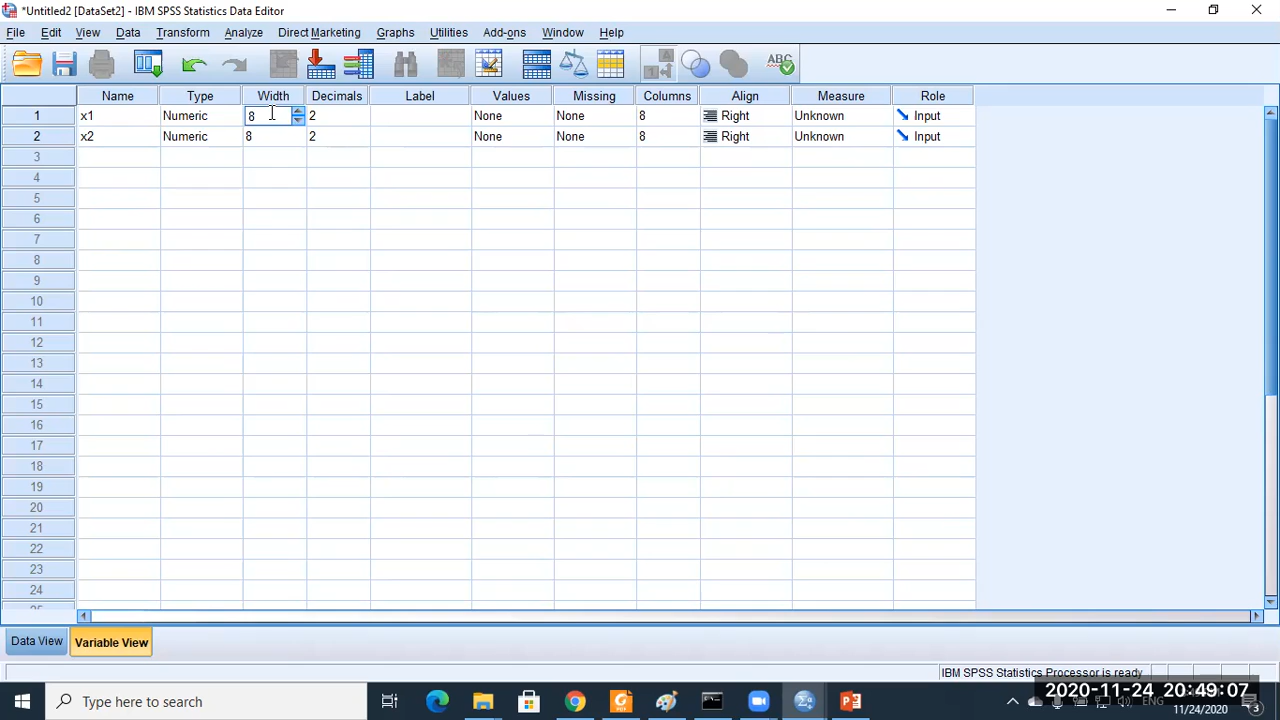 *Untitled2 [DataSet2] - IBM SPSS Statistics Data Editor
File Edit View Data Transform Analyze Direct Marketing Graphs Utilities Add-ons Window Help
Name Type Width Decimals Label Values Missing Columns Align Measure Role
1 x1 Numeric 8 2 None None 8 Right Unknown Input
2 x2 Numeric 8 2 None None 8 Right Unknown Input
3
4
5
6
7
8
9
10
11
12
13
14
15
16
17
18
19
20
21
22
23
24
Data View Variable View
IBM SPSS Statistics Processor is ready
Type here to search
2020-11-24 20:49:07
ENG
11/24/2020
3